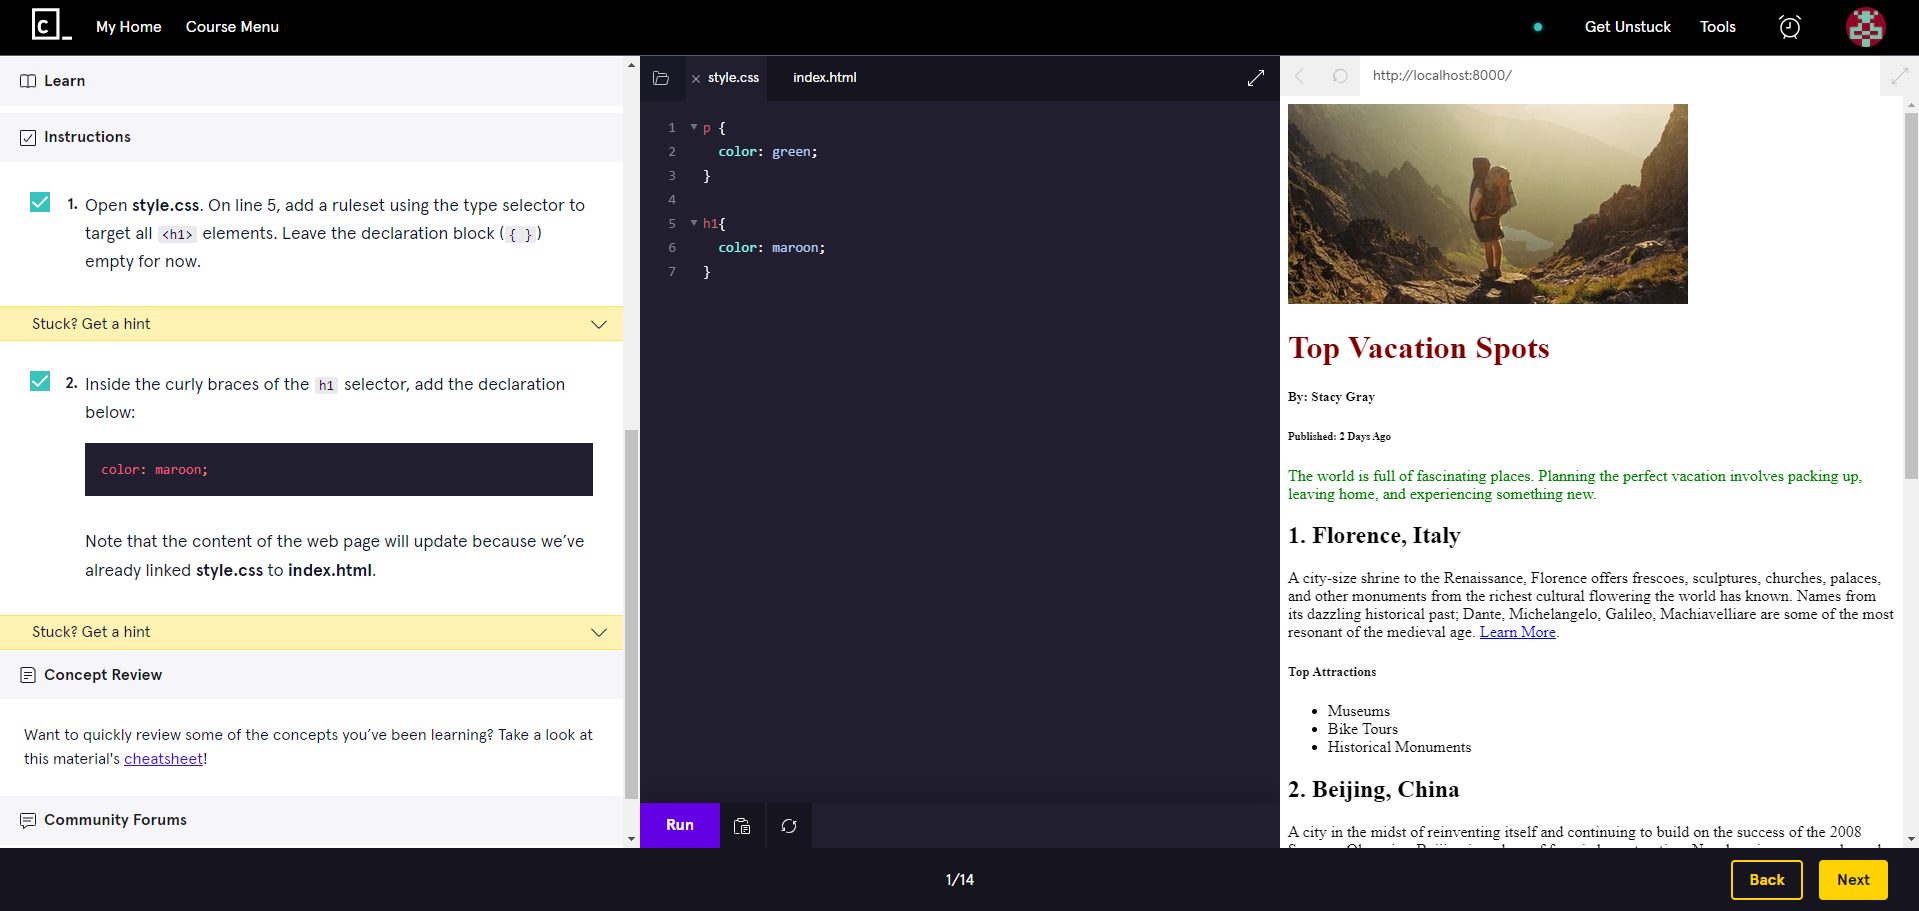 C_
My Home
Course Menu
Get Unstuck
Tools
Learn
Instructions
1. Open style.css. On line 5, add a ruleset using the type selector to
target all <h1> elements. Leave the declaration block ({ })
empty for now.
Stuck? Get a hint
2. Inside the curly braces of the h1 selector, add the declaration
below:
color: maroon;
Note that the content of the web page will update because we’ve
already linked style.css to index.html.
Stuck? Get a hint
Concept Review
Want to quickly review some of the concepts you’ve been learning? Take a look at
this material's cheatsheet!
Community Forums
style.css
index.html
1 p {
2 color: green;
3 }
4
5 h1{
6 color: maroon;
7 }
Run
http://localhost:8000/
Top Vacation Spots
By: Stacy Gray
Published: 2 Days Ago
The world is full of fascinating places. Planning the perfect vacation involves packing up,
leaving home, and experiencing something new.
1. Florence, Italy
A city-size shrine to the Renaissance, Florence offers frescoes, sculptures, churches, palaces,
and other monuments from the richest cultural flowering the world has known. Names from
its dazzling historical past; Dante, Michelangelo, Galileo, Machiavelliare are some of the most
resonant of the medieval age. Learn More.
Top Attractions
• Museums
• Bike Tours
• Historical Monuments
2. Beijing, China
A city in the midst of reinventing itself and continuing to build on the success of the 2008
1/14
Back
Next